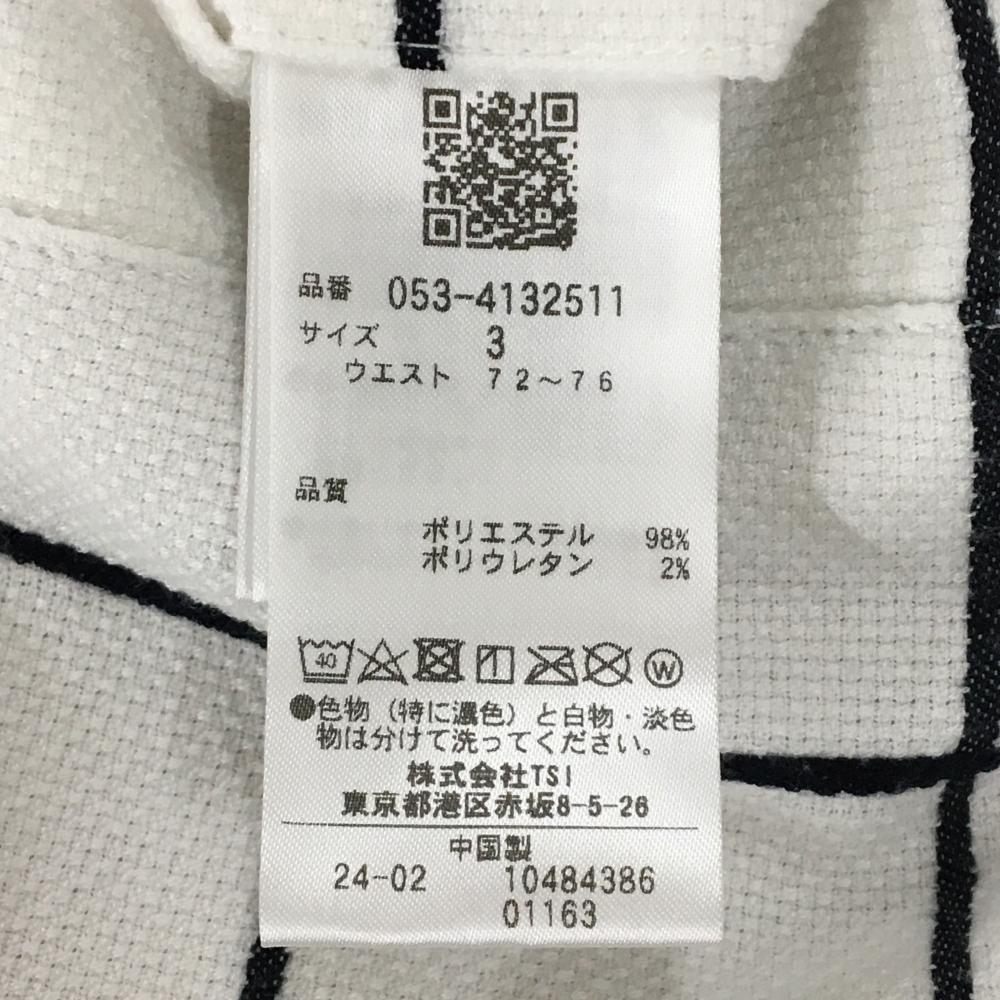 品番 053-4132511
サイズ 3
ウエスト 72～76
品質
ポリエステル 98%
ポリウレタン 2%
40 W
●色物（特に濃色）と白物・淡色
物は分けて洗ってください。
株式会社TSI
東京都港区赤坂8-5-26
中国製
24-02 10484386
01163